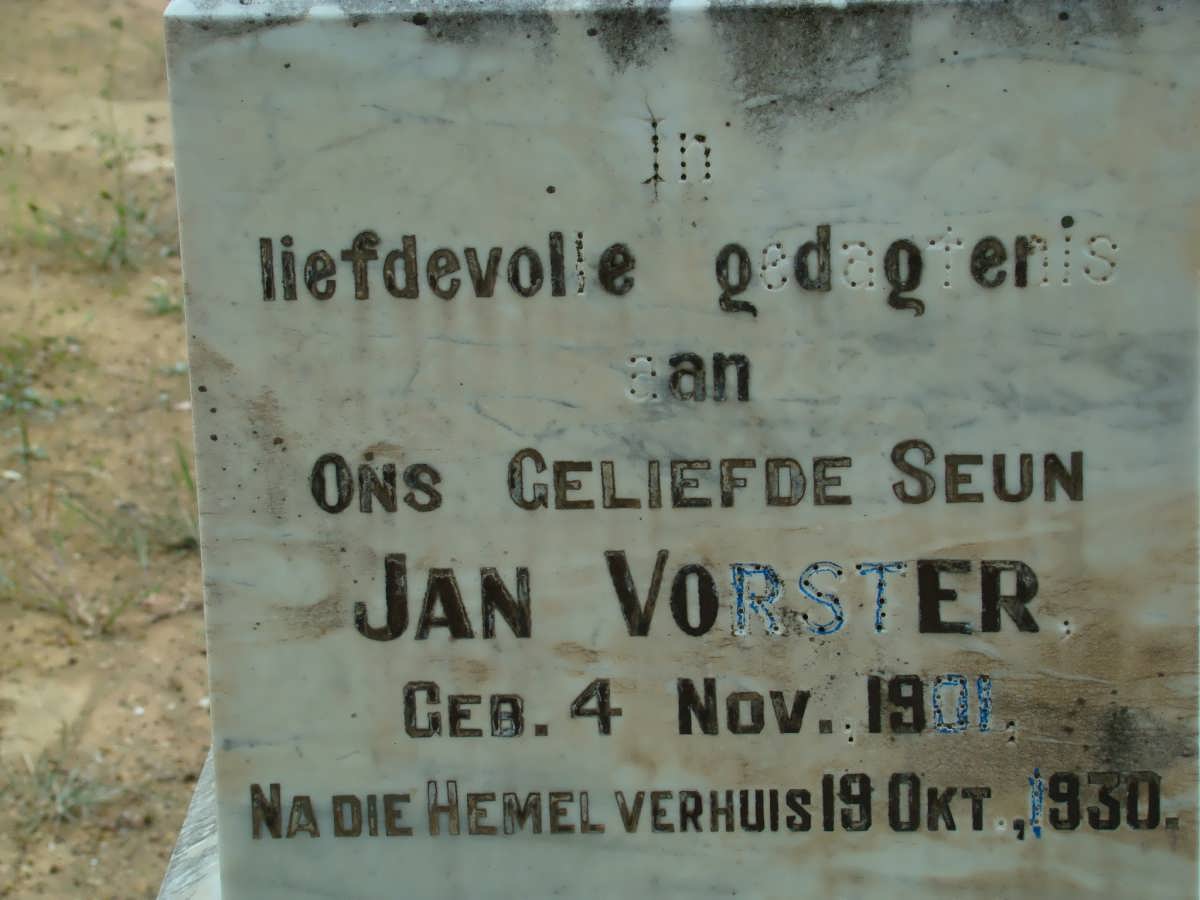 In
liefdevolle gedagtenis
aan
ONS GELIEFDE SEUN
JAN VORSTER,
GEB. 4 NOV., 1901,
NA DIE HEMEL VERHUIS 19 OKT., 1930.